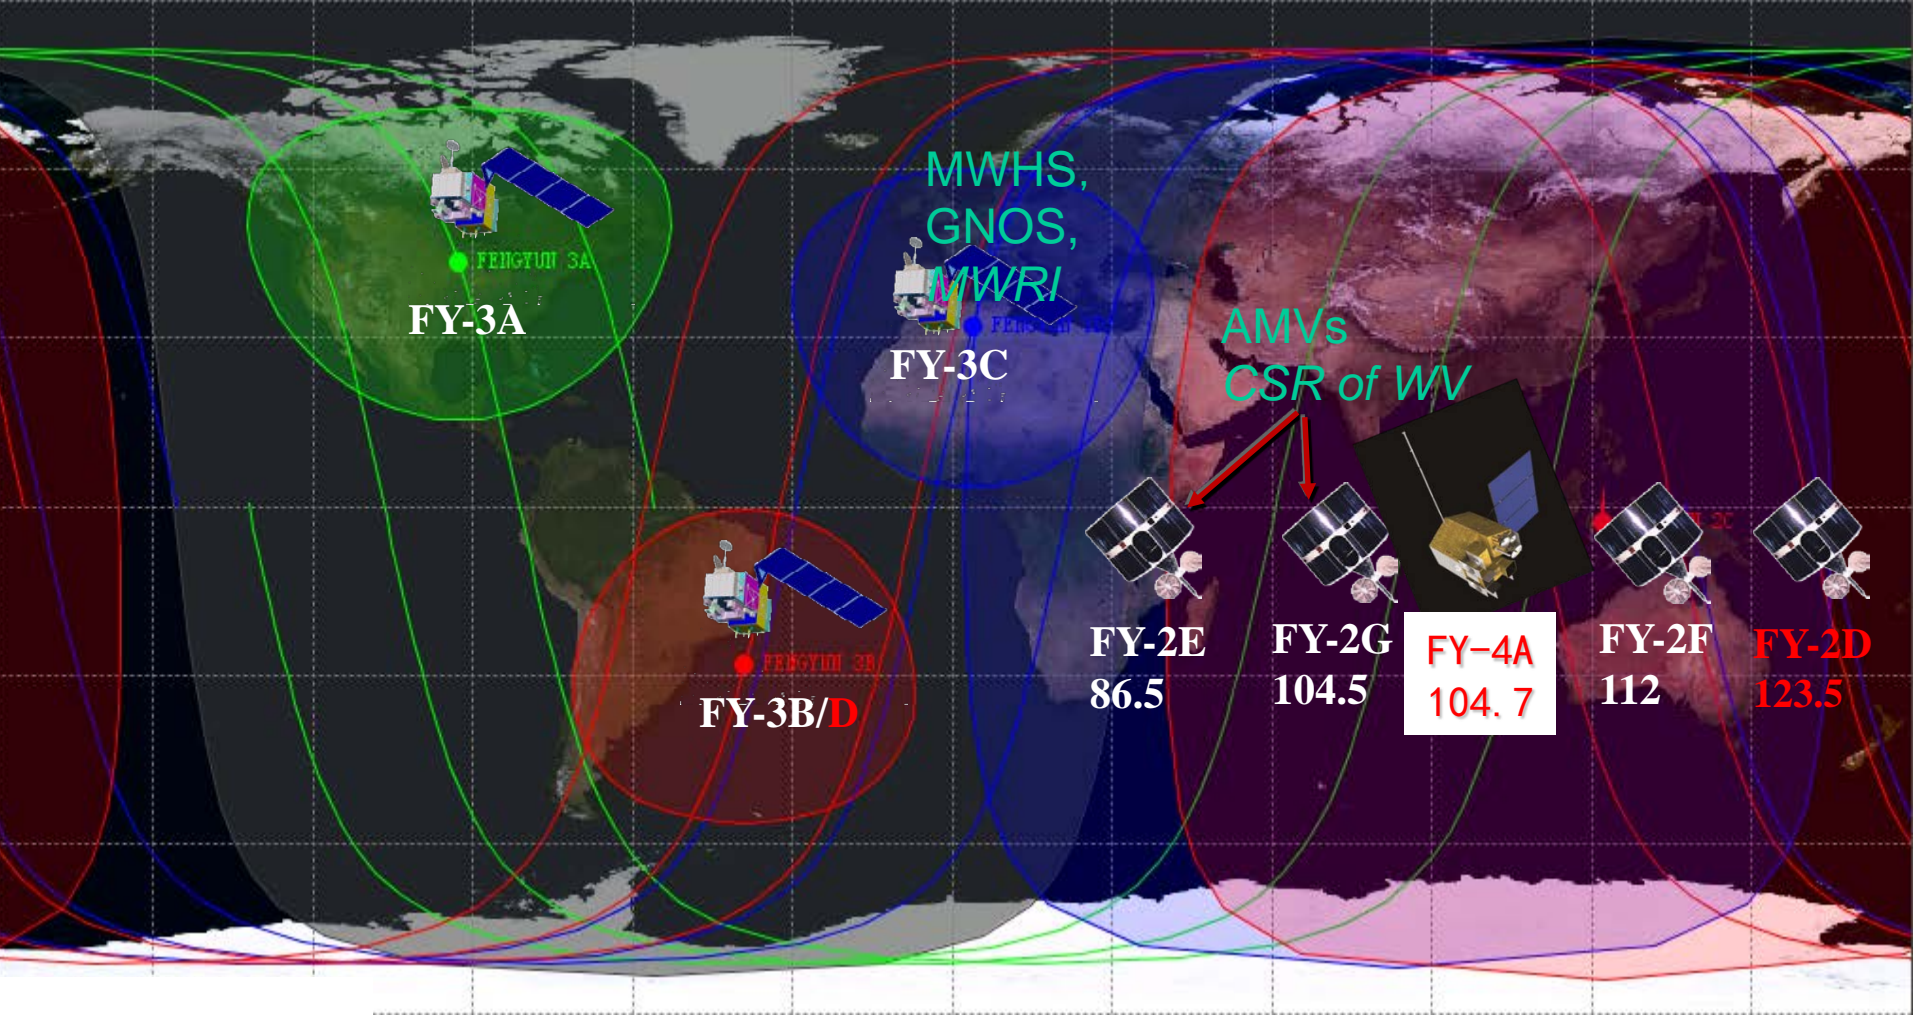 MWHS,
GNOS,
MWRI
FENGYUN 3A
FY-3A
FY-3C
AMVs
CSR of WV
FENGYUN 3B
FY-3B/D
FY-2E
86.5
FY-2G
104.5
FY-4A
104.7
FY-2F
112
FY-2D
123.5